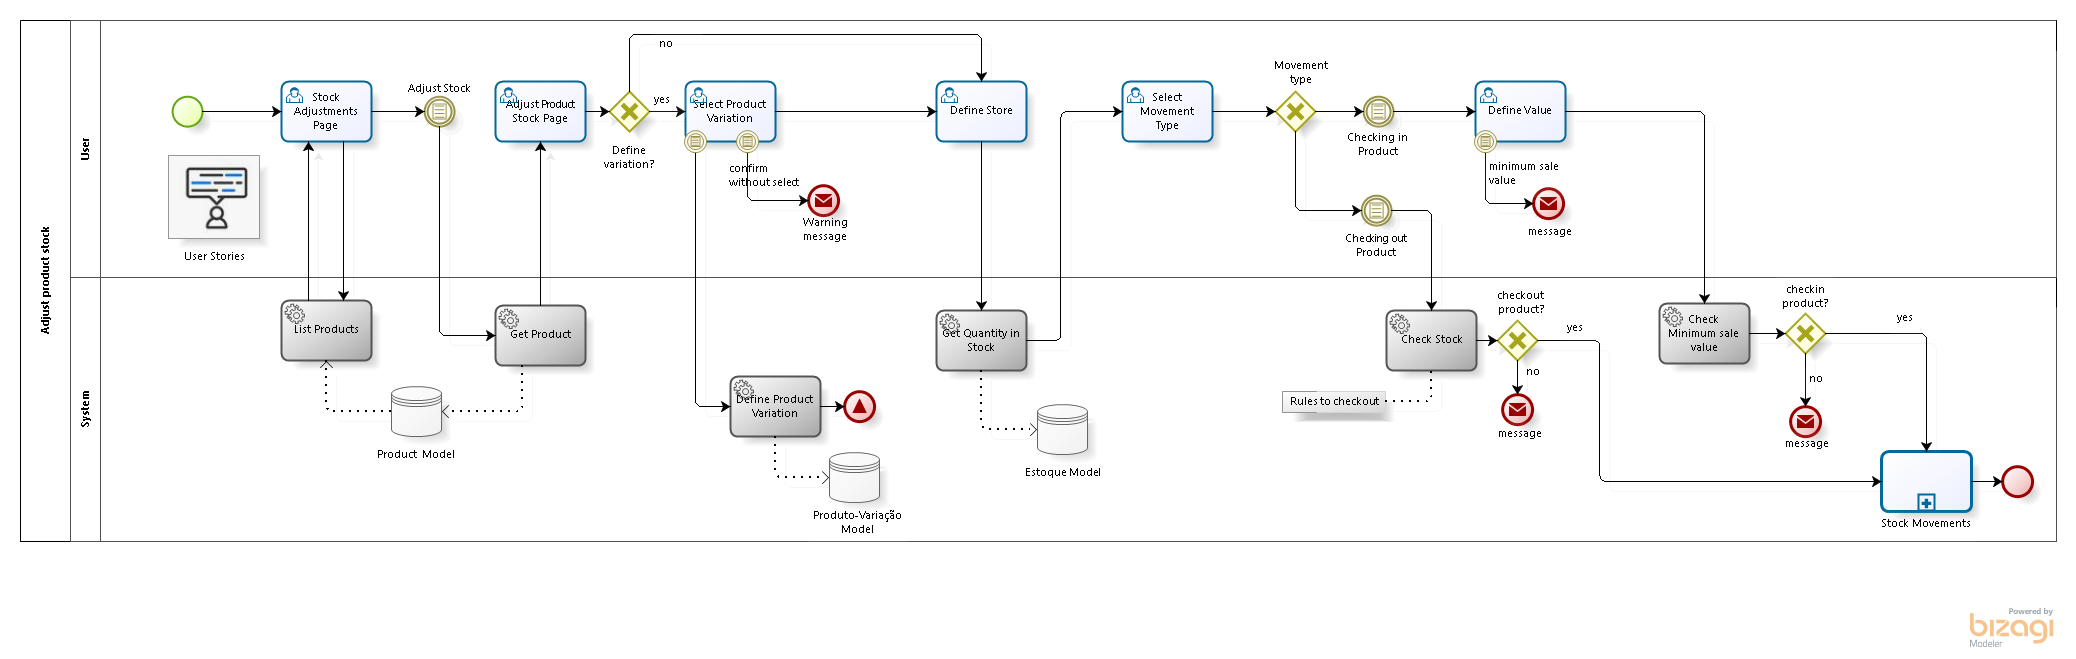 Adjust product stock
User
System
Stock
Adjustments
Page
Adjust Stock
Adjust Product
Stock Page
no
yes
Define
variation?
Select Product
Variation
confirm
without select
Warning
message
Define Store
Select
Movement
Type
Movement
type
Checking in
Product
Checking out
Product
Define Value
minimum sale
value
message
User Stories
List Products
Get Product
Product Model
Define Product
Variation
Produto-Variação
Model
Get Quantity in
Stock
Estoque Model
Check Stock
Rules to checkout
checkout
product?
yes
no
message
Check
Minimum sale
value
checkin
product?
yes
no
message
Stock Movements
Powered by
bizagi
Modeler